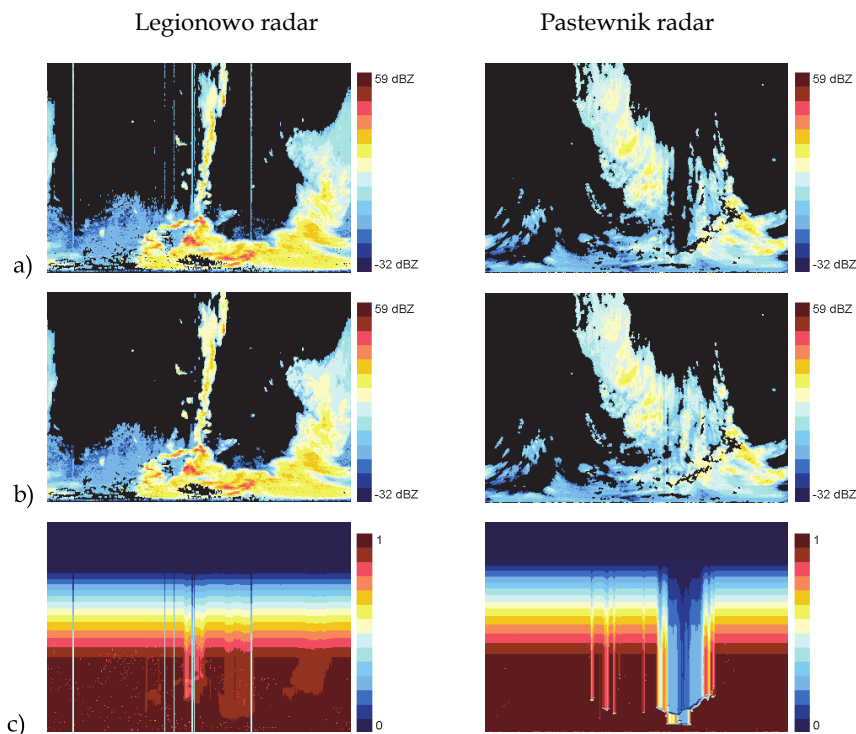 Legionowo radar
Pastewnik radar
59 dBZ
59 dBZ
a)
-32 dBZ
-32 dBZ
59 dBZ
59 dBZ
b)
-32 dBZ
-32 dBZ
1
1
c)
0
0